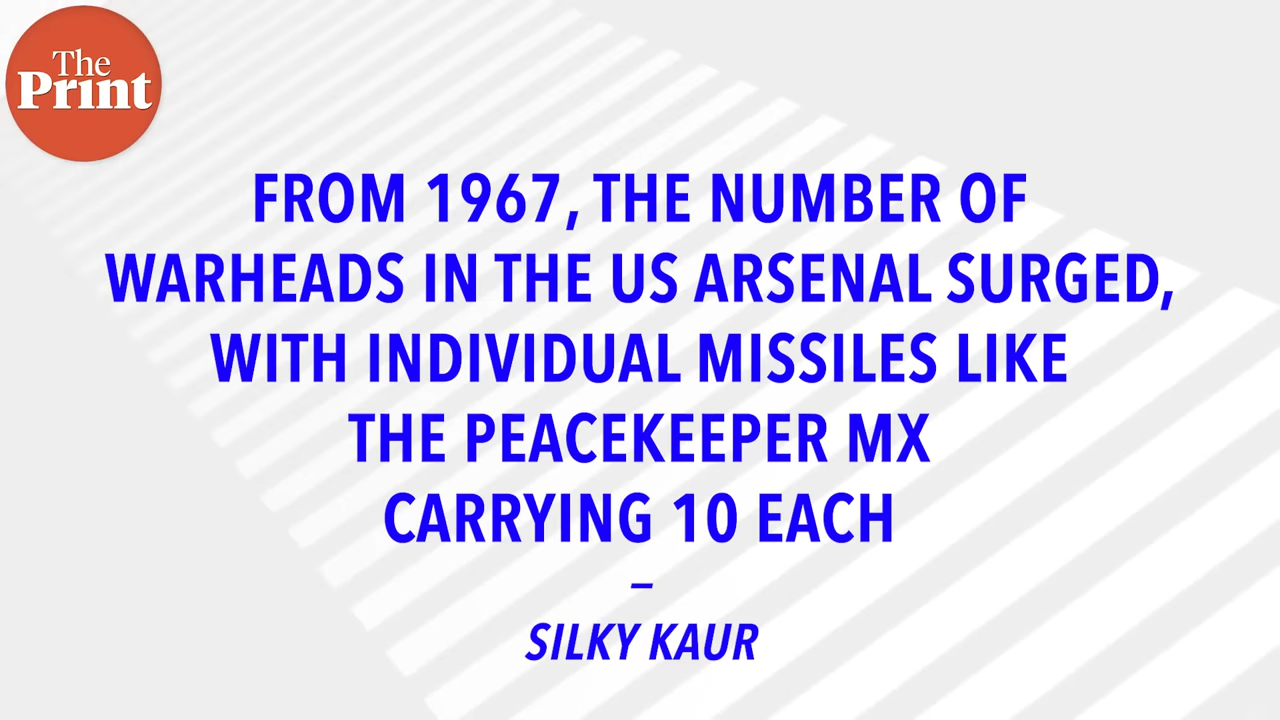 The
Print
FROM 1967, THE NUMBER OF
WARHEADS IN THE US ARSENAL SURGED,
WITH INDIVIDUAL MISSILES LIKE
THE PEACEKEEPER MX
CARRYING 10 EACH
–
SILKY KAUR